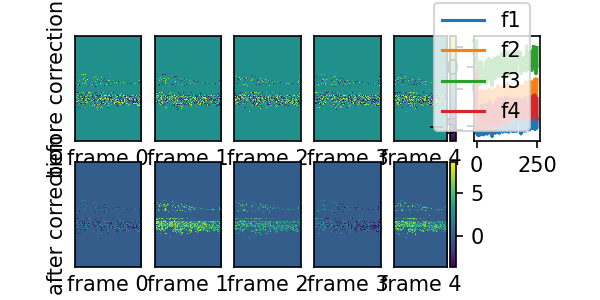 before correction
f1
f2
f3
f4
0
frame 0
frame 1
frame 2
frame 3
frame 4
0
250
after correction
5
0
frame 0
frame 1
frame 2
frame 3
frame 4